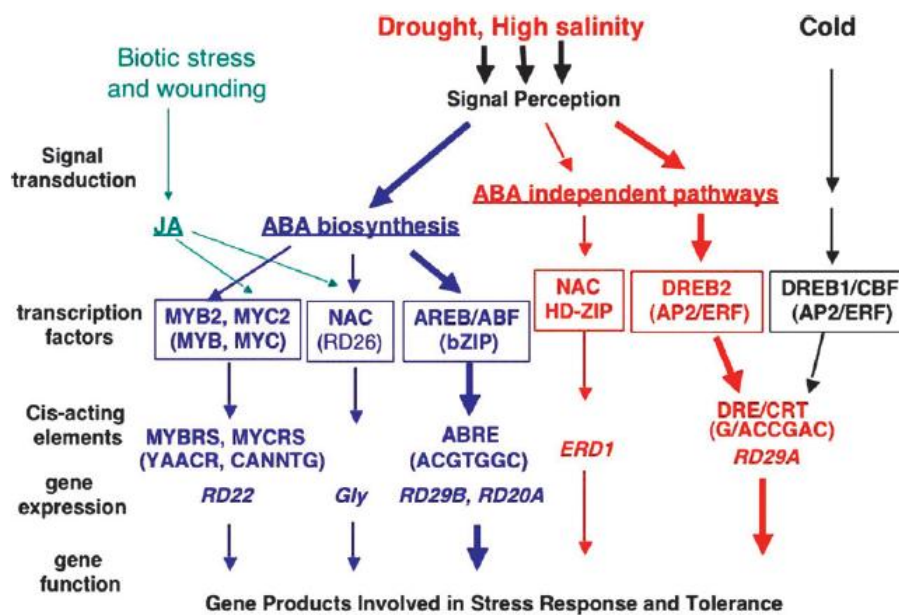 Drought, High salinity
Cold
Biotic stress
and wounding
Signal Perception
Signal
transduction
ABA independent pathways
JA
ABA biosynthesis
transcription
factors
MYB2, MYC2
(MYB, MYC)
NAC
(RD26)
AREB/ABF
(bZIP)
NAC
HD-ZIP
DREB2
(AP2/ERF)
DREB1/CBF
(AP2/ERF)
Cis-acting
elements
MYBRS, MYCRS
(YAACR, CANNTG)
ABRE
(ACGTGGC)
ERD1
DRE/CRT
(G/ACCGAC)
RD29A
gene
expression
RD22
Gly
RD29B, RD20A
gene
function
Gene Products Involved in Stress Response and Tolerance